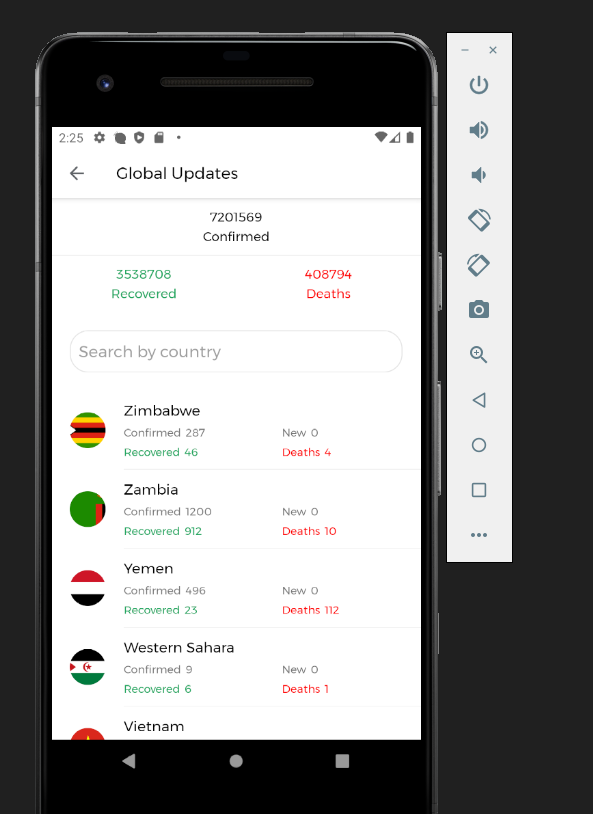 2:25
Global Updates
7201569
Confirmed
3538708 408794
Recovered Deaths
Search by country
Zimbabwe
Confirmed 287 New 0
Recovered 46 Deaths 4
Zambia
Confirmed 1200 New 0
Recovered 912 Deaths 10
Yemen
Confirmed 496 New 0
Recovered 23 Deaths 112
Western Sahara
Confirmed 9 New 0
Recovered 6 Deaths 1
Vietnam